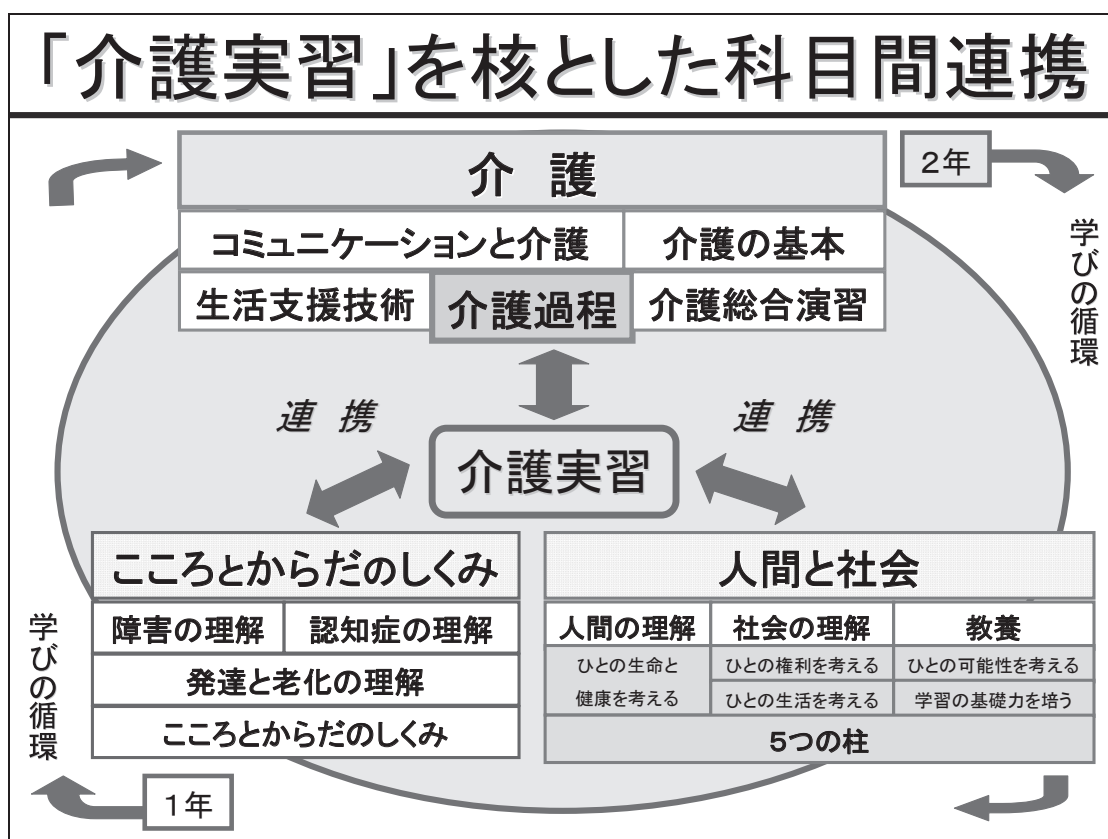 「介護実習」を核とした科目間連携
介 護
2年
コミュニケーションと介護
介護の基本
生活支援技術
介護過程
介護総合演習
学びの循環
連 携
連 携
介護実習
こころとからだのしくみ
障害の理解
認知症の理解
発達と老化の理解
こころとからだのしくみ
人間と社会
人間の理解
社会の理解
教養
ひとの生命と
健康を考える
ひとの権利を考える
ひとの生活を考える
ひとの可能性を考える
学習の基礎力を培う
5つの柱
学びの循環
1年